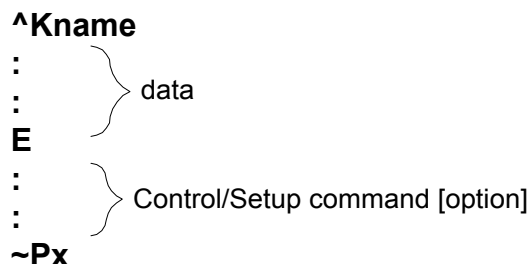 ^Kname
:
: data
E
:
: Control/Setup command [option]
~Px